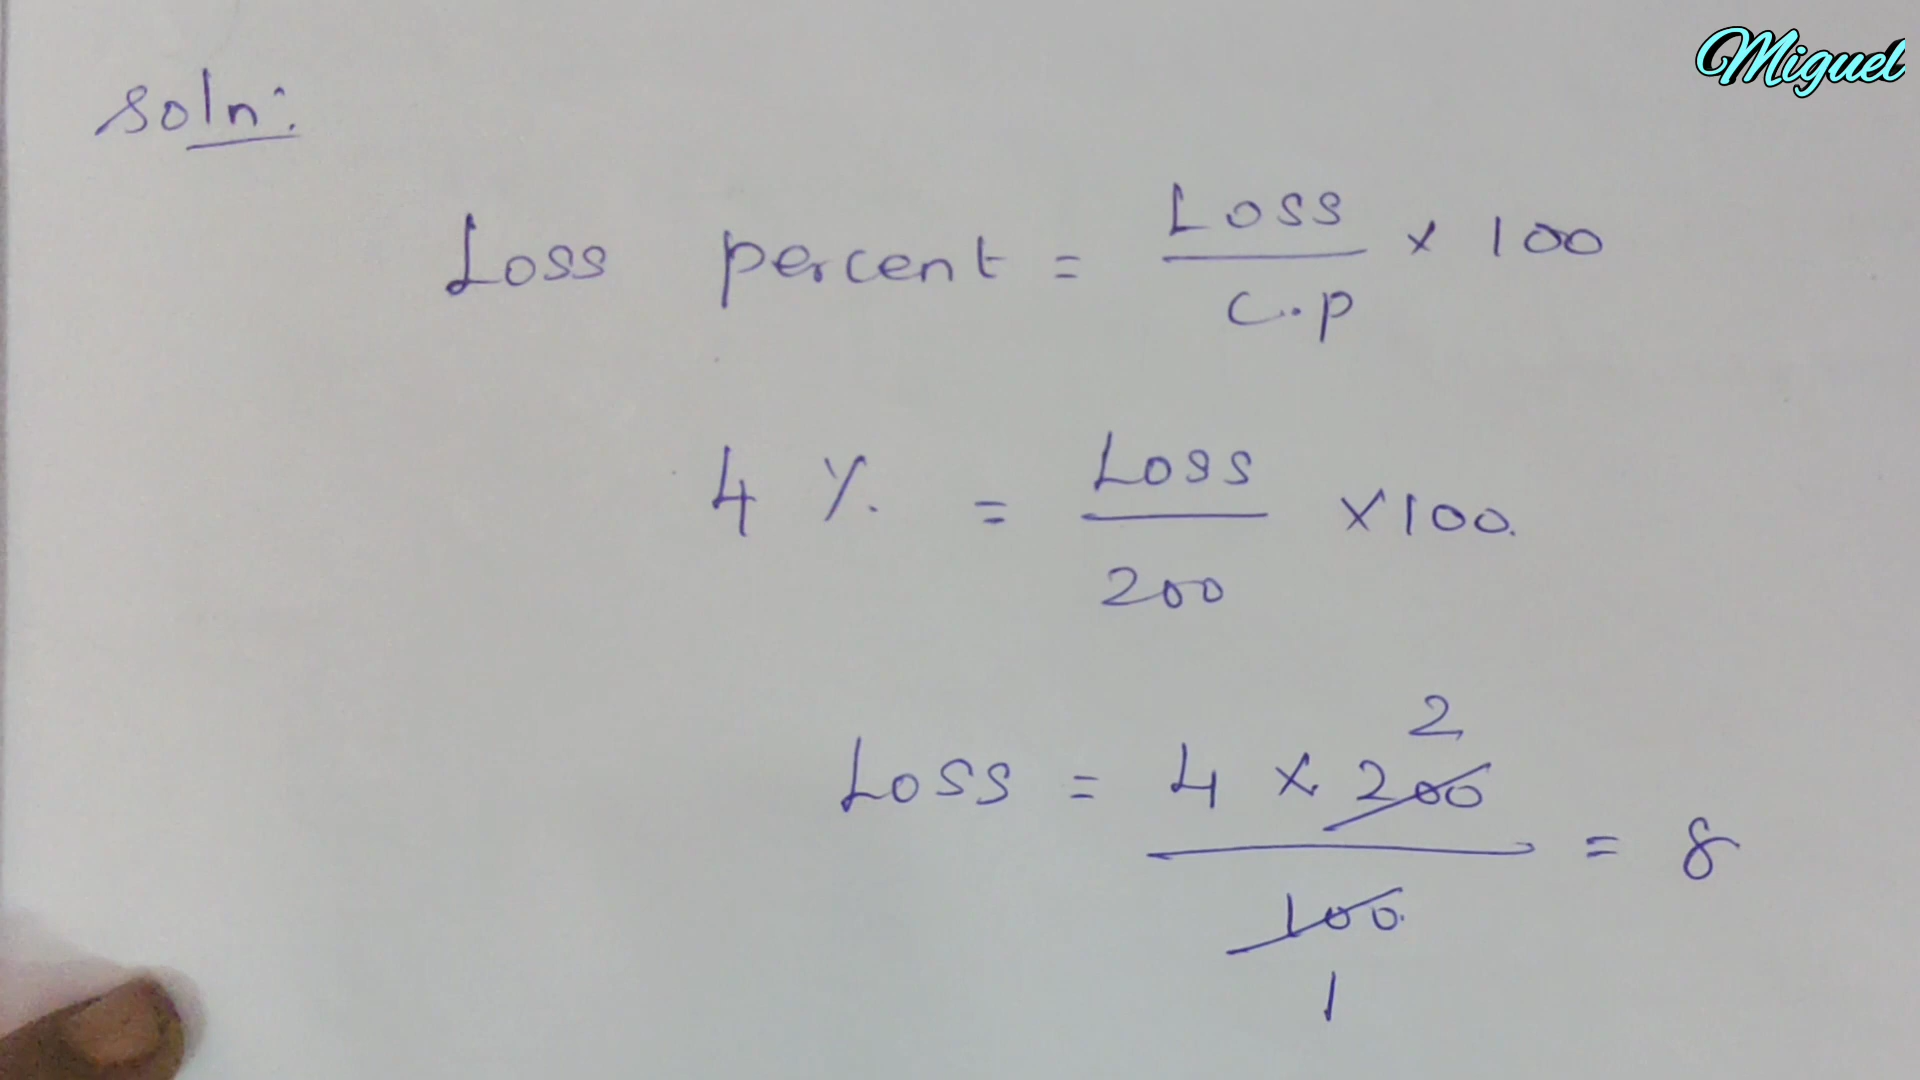 Miguel
soln:
Loss percent = Loss / C.P × 100
4 % = Loss / 200 × 100.
Loss = 4 × 200 2 / 100 1 = 8